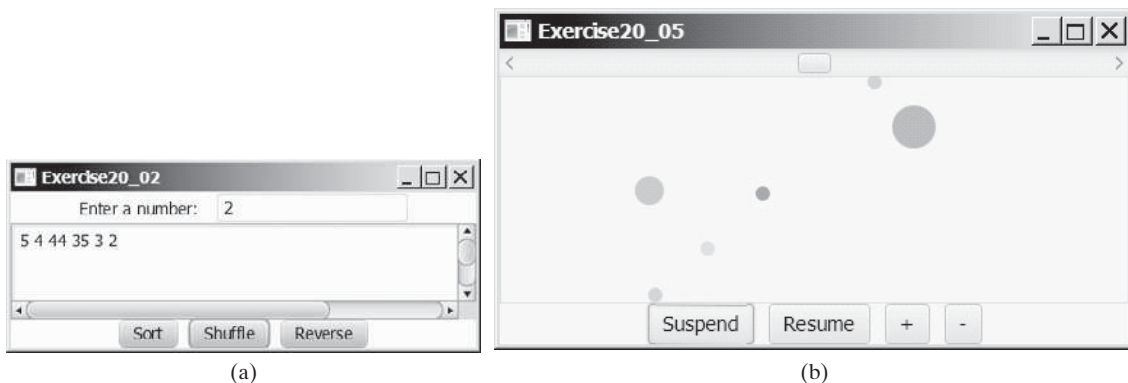 Exercise20_02
Enter a number: 2
5 4 44 35 3 2
Sort Shuffle Reverse
(a)
Exercise20_05
Suspend Resume + -
(b)